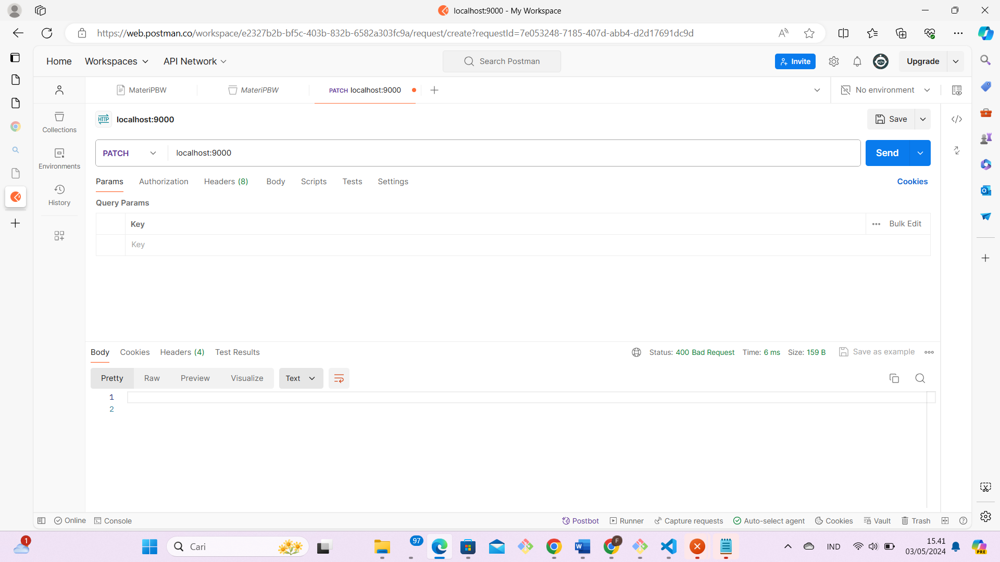 localhost:9000 - My Workspace
https://web.postman.co/workspace/e2327b2b-bf5c-403b-832b-6582a303fc9a/request/create?requestId=7e053248-7185-407d-abb4-d2d17691dc9d
Home Workspaces API Network Search Postman Invite Upgrade
MateriPBW MateriPBW PATCH localhost:9000 No environment
HTTP localhost:9000 Save
Collections
PATCH localhost:9000 Send
Environments
Params Authorization Headers (8) Body Scripts Tests Settings Cookies
History
Query Params
Key Bulk Edit
Key
Body Cookies Headers (4) Test Results Status: 400 Bad Request Time: 6 ms Size: 159 B Save as example
Pretty Raw Preview Visualize Text
1
2
Online Console Postbot Runner Capture requests Auto-select agent Cookies Vault Trash
1 Cari 97 F IND 15.41 PRE
03/05/2024